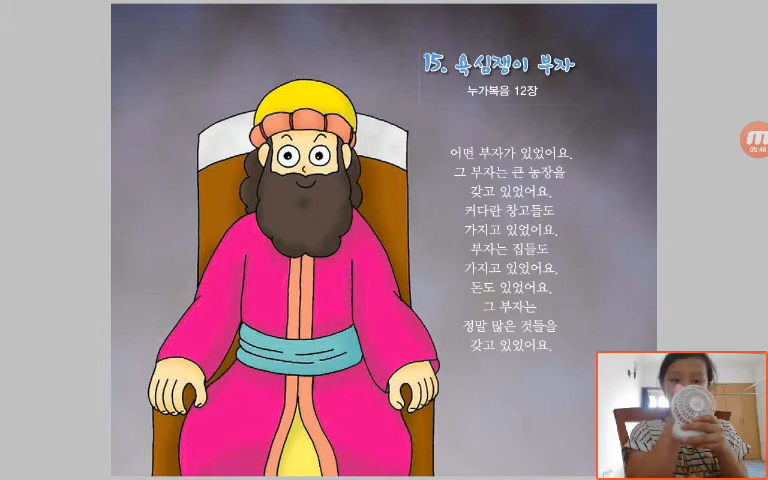 15. 욕심쟁이 부자
누가복음 12장
어떤 부자가 있었어요.
그 부자는 큰 농장을
갖고 있었어요.
커다란 창고들도
가지고 있었어요.
부자는 집들도
가지고 있었어요.
돈도 있었어요.
그 부자는
정말 많은 것들을
갖고 있었어요.
05:48